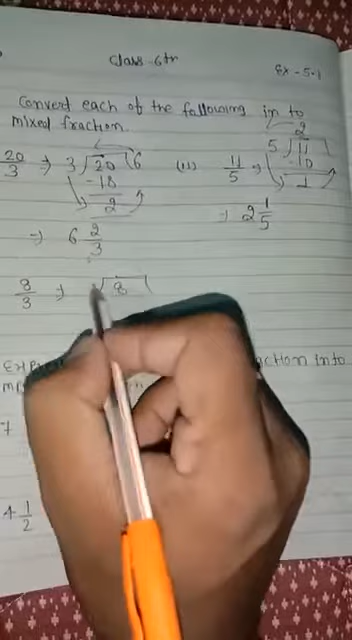 Class-6th
Ex-5.1
Convert each of the following in to
mixed fraction.
20/3 → 3 √20 6
-18
2
→ 6 2/3
(ii) 11/5 → 5 √11 2
-10
1
→ 2 1/5
8/3 → √8
into
7
4 1/2